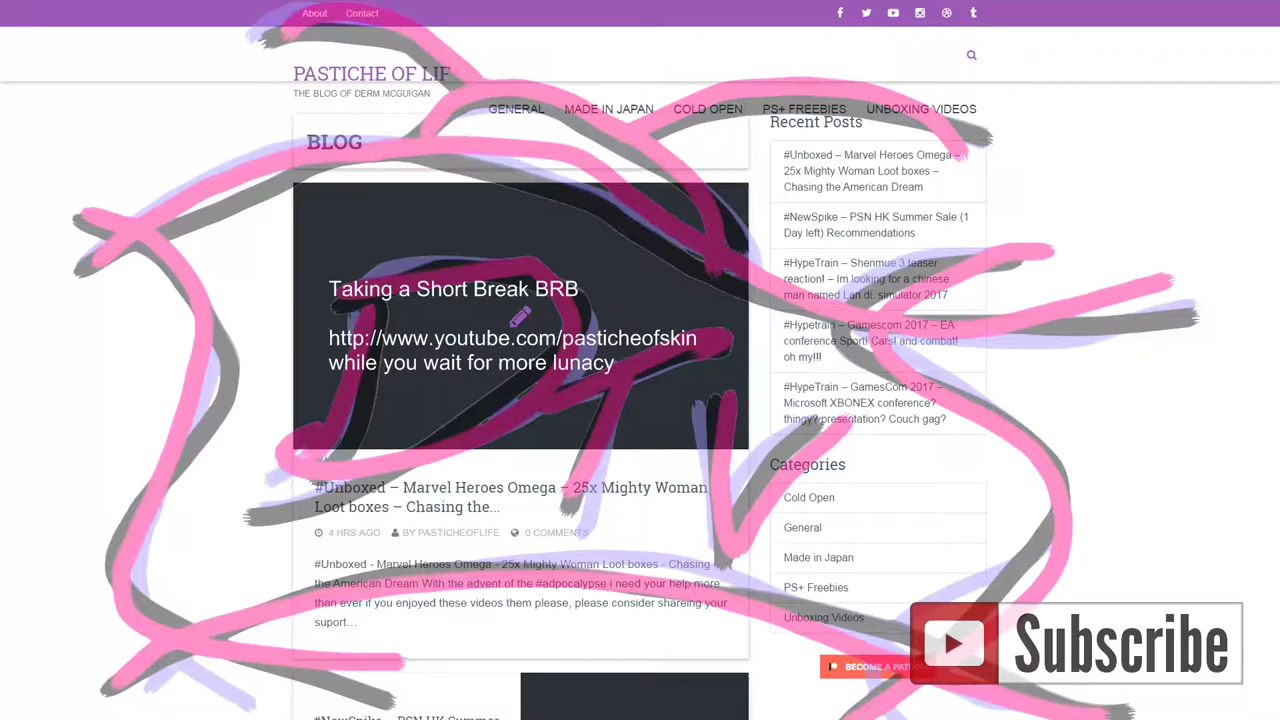 About
Contact
PASTICHE OF LIF
THE BLOG OF DERM MCGUIGAN
GENERAL
MADE IN JAPAN
COLD OPEN
PS+ FREEBIES
UNBOXING VIDEOS
BLOG
Taking a Short Break BRB
http://www.youtube.com/pasticheofskin
while you wait for more lunacy
DTV
#Unboxed – Marvel Heroes Omega – 25x Mighty Woman
Loot boxes – Chasing the...
4 HRS AGO
BY PASTICHEOFLIFE
0 COMMENTS
#Unboxed - Marvel Heroes Omega - 25x Mighty Woman Loot boxes - Chasing
the American Dream With the advent of the #adpocalypse i need your help more
than ever if you enjoyed these videos them please, please consider sharing your
suport…
#NewSpike – PSN HK Summer
Recent Posts
#Unboxed – Marvel Heroes Omega –
25x Mighty Woman Loot boxes –
Chasing the American Dream
#NewSpike – PSN HK Summer Sale (1
Day left) Recommendations
#HypeTrain – Shenmue 3 teaser
reaction! – Im looking for a chinese
man named Lan di. simulator 2017
#Hypetrain – Gamescom 2017 – EA
conference Sport! Cars! and combat!
oh my!!!
#HypeTrain – GamesCom 2017 –
Microsoft XBONEX conference?
thingy? presentation? Couch gag?
Categories
Cold Open
General
Made in Japan
PS+ Freebies
Unboxing Videos
BECOME A
Subscribe